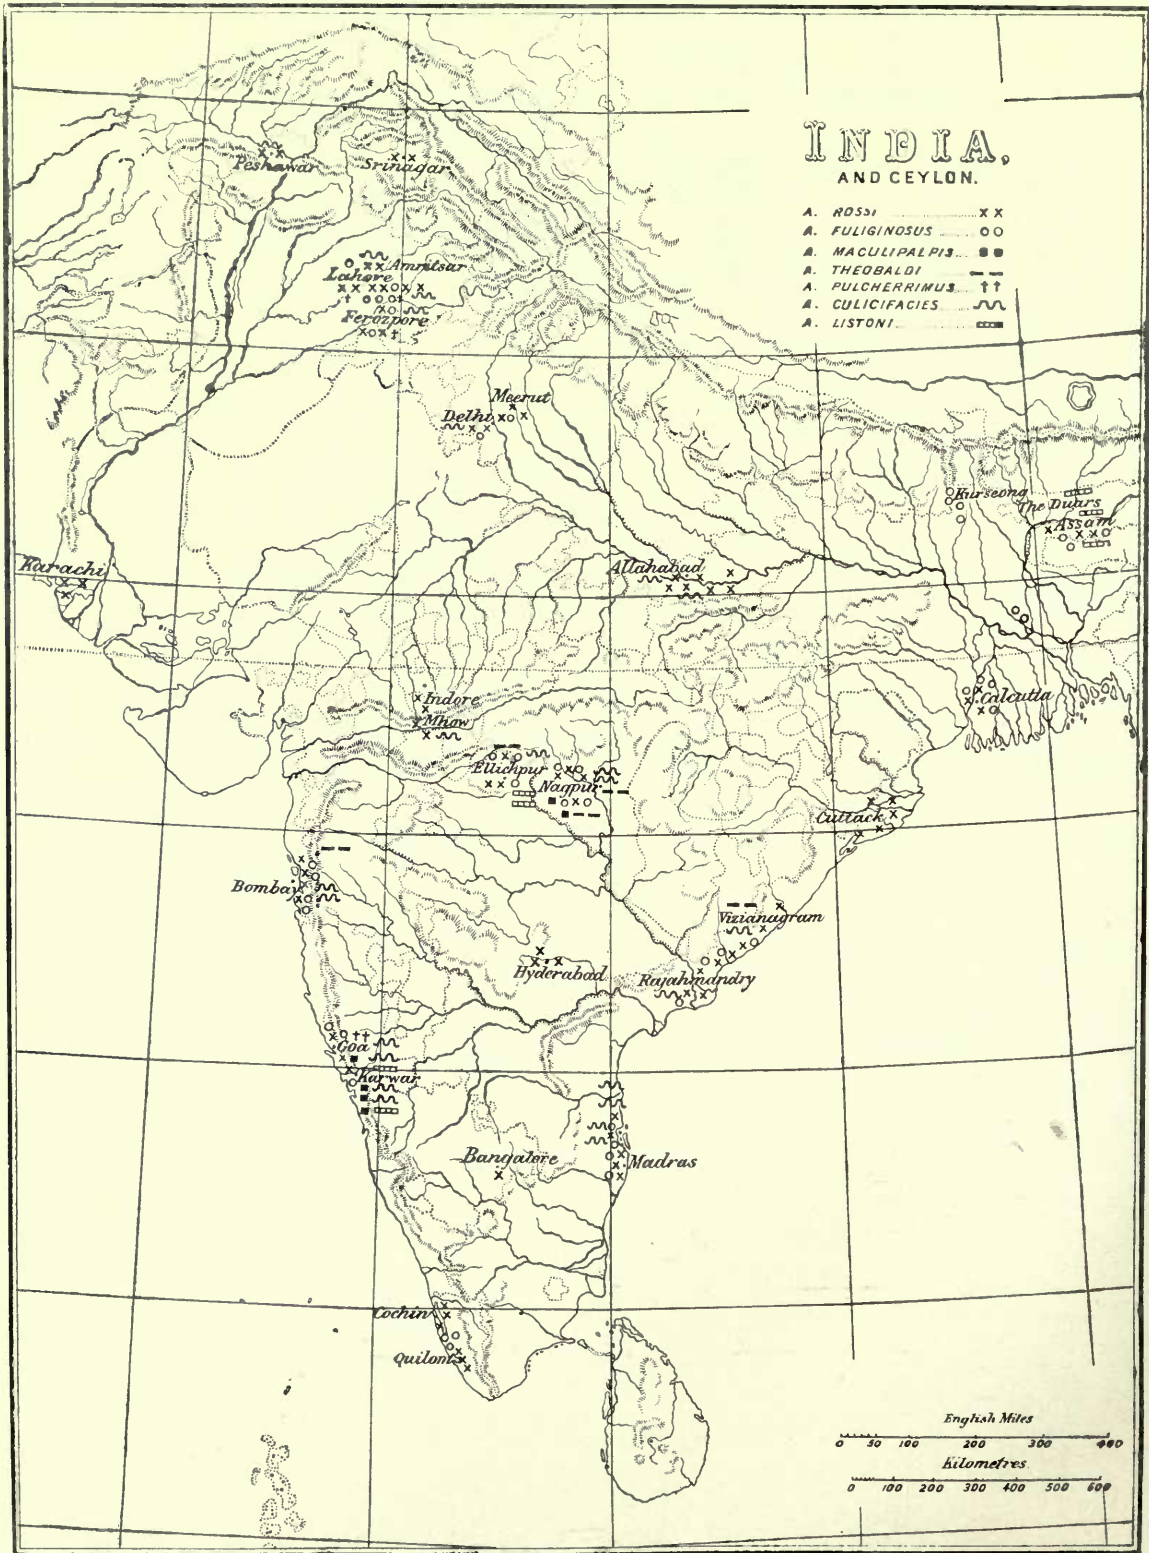 INDIA,
AND CEYLON.
A. ROSSI x x
A. FULIGINOSUS o o
A. MACULIPALPIS ■ ■
A. THEOBALDI – –
A. PULCHERRIMUS † †
A. CULICIFACIES
A. LISTONI
Peshawar
Srinagar
Amritsar
Lahore
Ferozpore
Meerut
Delhi
Kurseong
The Duars
Assam
Karachi
Allahabad
Indore
Mhow
Calcutta
Ellichpur
Nagpur
Cuttack
Bombay
Vizianagram
Hyderabad
Rajahmandry
Goa
Karwar
Bangalore
Madras
Cochin
Quilon
English Miles
0 50 100 200 300 400
Kilometres
0 100 200 300 400 500 600